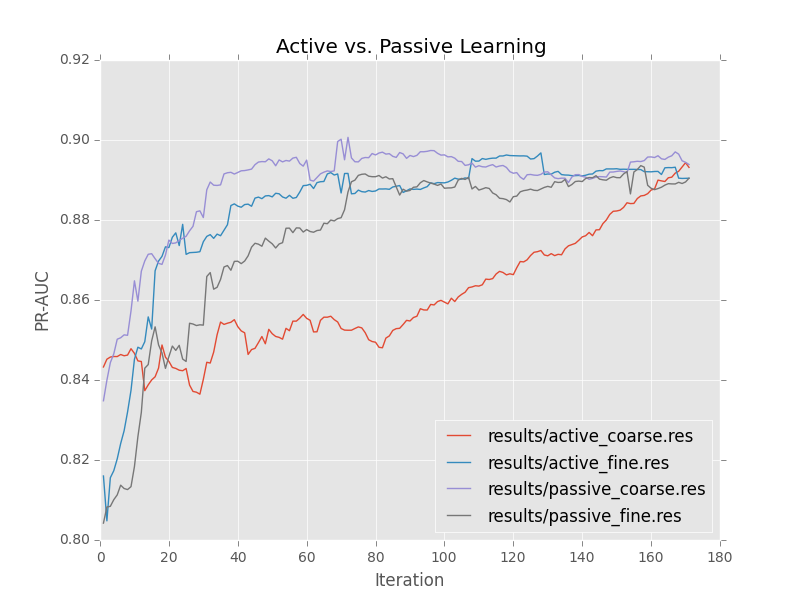 Active vs. Passive Learning
0.92
0.90
0.88
0.86
0.84
0.82
0.80
PR-AUC
results/active_coarse.res
results/active_fine.res
results/passive_coarse.res
results/passive_fine.res
0 20 40 60 80 100 120 140 160 180
Iteration